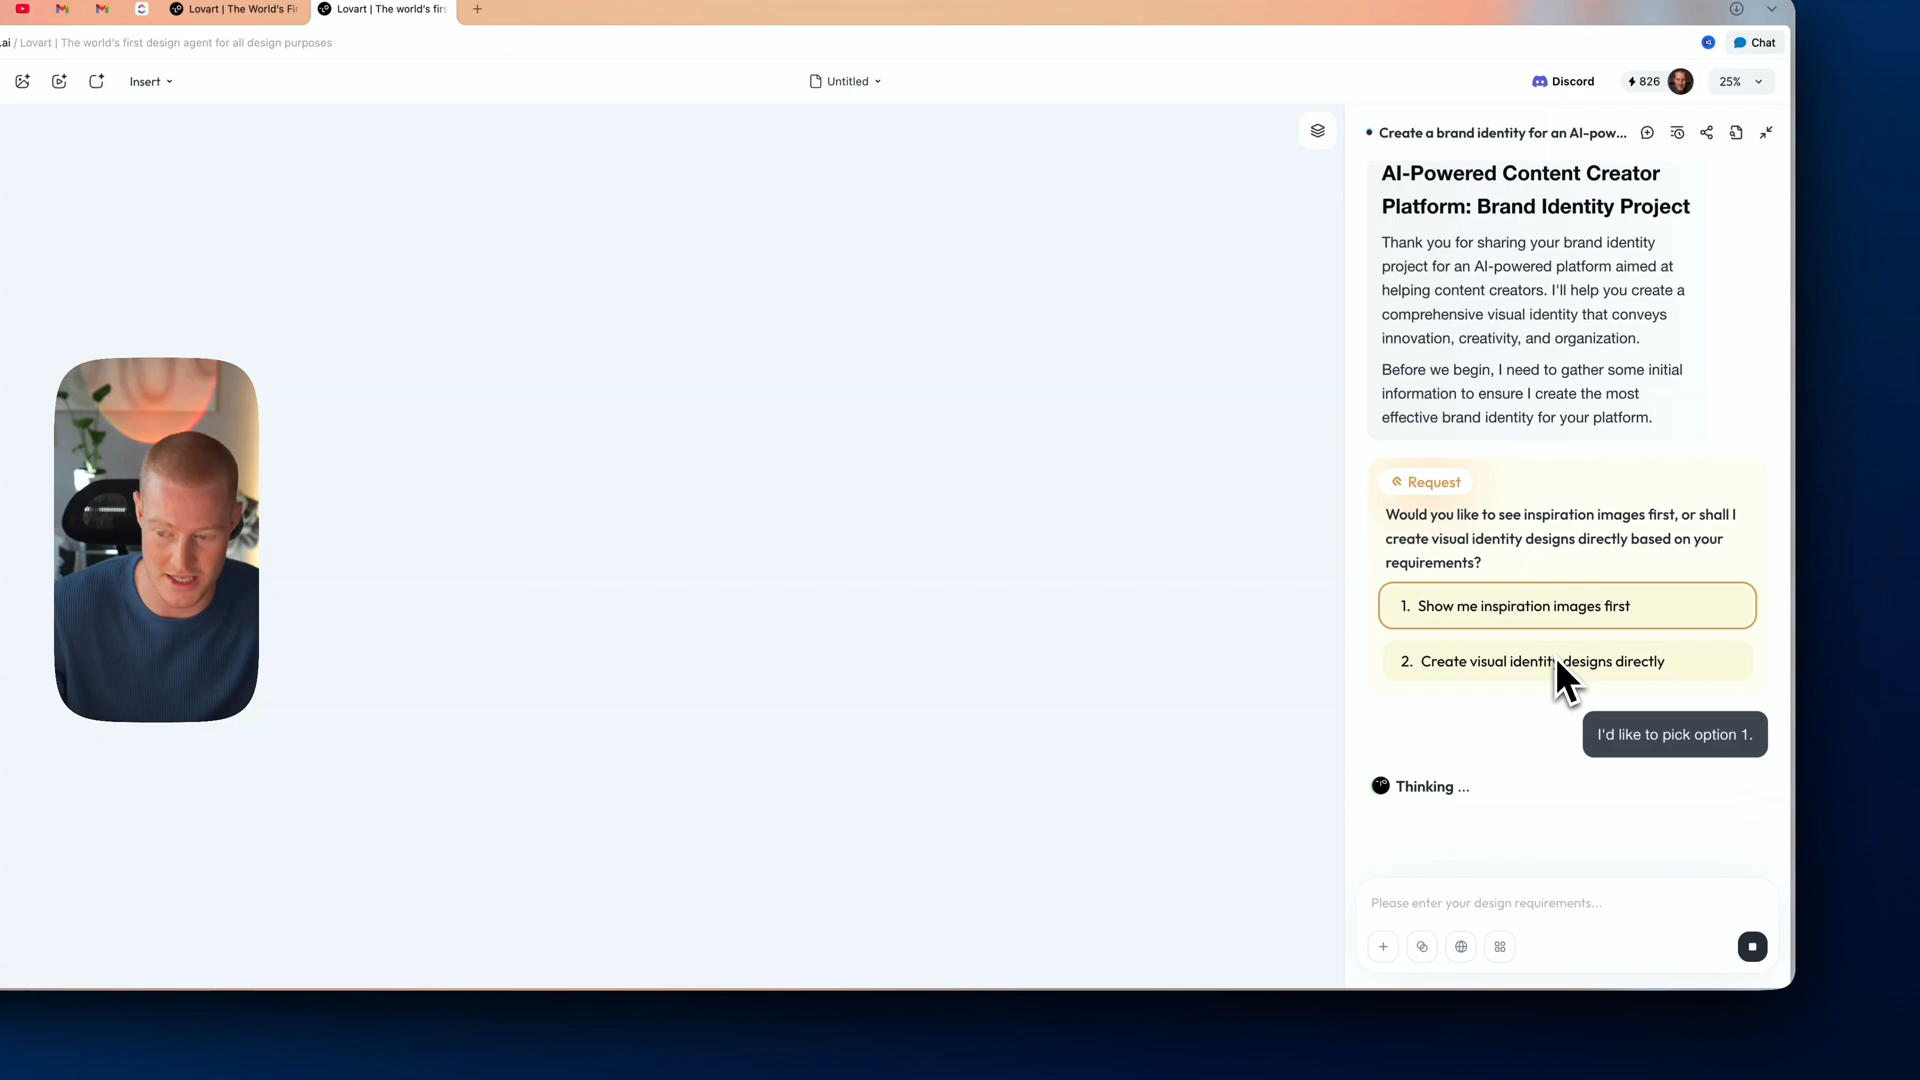 Lovart | The World's Fi
Lovart | The world's firs
.ai / Lovart | The world's first design agent for all design purposes
Chat
Insert
Untitled
Discord
826
25%
Create a brand identity for an AI-pow...
AI-Powered Content Creator
Platform: Brand Identity Project
Thank you for sharing your brand identity
project for an AI-powered platform aimed at
helping content creators. I'll help you create a
comprehensive visual identity that conveys
innovation, creativity, and organization.
Before we begin, I need to gather some initial
information to ensure I create the most
effective brand identity for your platform.
Request
Would you like to see inspiration images first, or shall I
create visual identity designs directly based on your
requirements?
1. Show me inspiration images first
2. Create visual identity designs directly
I'd like to pick option 1.
Thinking ...
Please enter your design requirements...